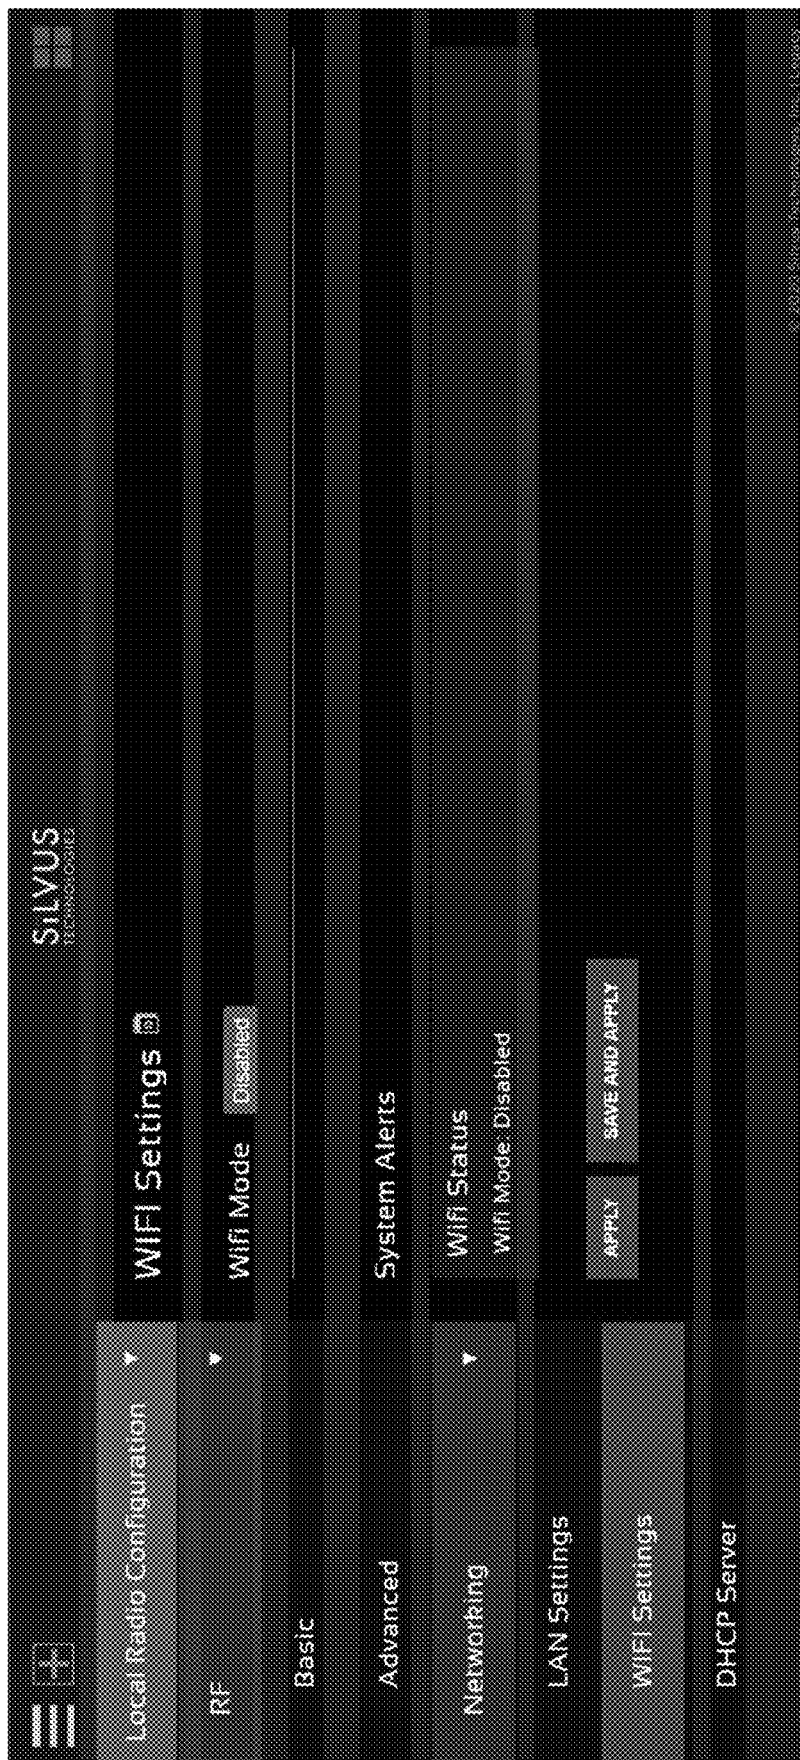 SiLVUS
TECHNOLOGIES
Local Radio Configuration
RF
Basic
Advanced
Networking
LAN Settings
WIFI Settings
DHCP Server
WIFI Settings
Wifi Mode Disabled
System Alerts
Wifi Status
Wifi Mode: Disabled
APPLY SAVE AND APPLY